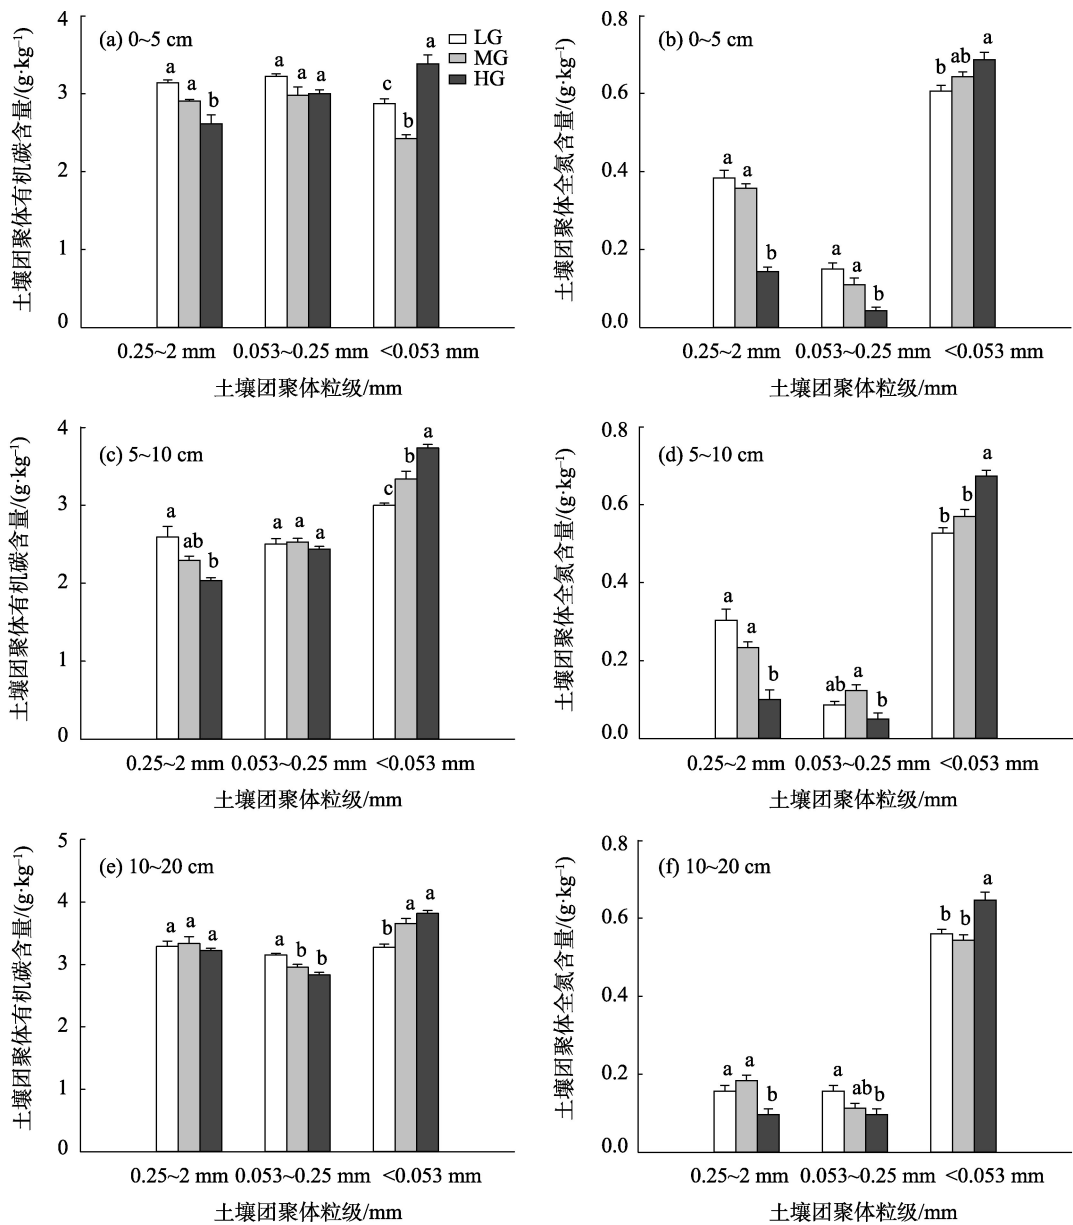 土壤团聚体有机碳含量/(g·kg⁻¹)
4
3
2
1
0
(a) 0~5 cm
LG
MG
HG
a
a
b
a
a
a
c
b
a
0.25~2 mm
0.053~0.25 mm
<0.053 mm
土壤团聚体粒级/mm
土壤团聚体全氮含量/(g·kg⁻¹)
0.8
0.6
0.4
0.2
0.0
(b) 0~5 cm
a
a
b
a
a
b
b
ab
a
0.25~2 mm
0.053~0.25 mm
<0.053 mm
土壤团聚体粒级/mm
土壤团聚体有机碳含量/(g·kg⁻¹)
4
3
2
1
0
(c) 5~10 cm
a
ab
b
a
a
a
c
b
a
0.25~2 mm
0.053~0.25 mm
<0.053 mm
土壤团聚体粒级/mm
土壤团聚体全氮含量/(g·kg⁻¹)
0.8
0.6
0.4
0.2
0.0
(d) 5~10 cm
a
a
b
ab
a
b
b
b
a
0.25~2 mm
0.053~0.25 mm
<0.053 mm
土壤团聚体粒级/mm
土壤团聚体有机碳含量/(g·kg⁻¹)
5
4
3
2
1
0
(e) 10~20 cm
a
a
a
a
b
b
b
a
a
0.25~2 mm
0.053~0.25 mm
<0.053 mm
土壤团聚体粒级/mm
土壤团聚体全氮含量/(g·kg⁻¹)
0.8
0.6
0.4
0.2
0.0
(f) 10~20 cm
a
a
b
a
ab
b
b
b
a
0.25~2 mm
0.053~0.25 mm
<0.053 mm
土壤团聚体粒级/mm